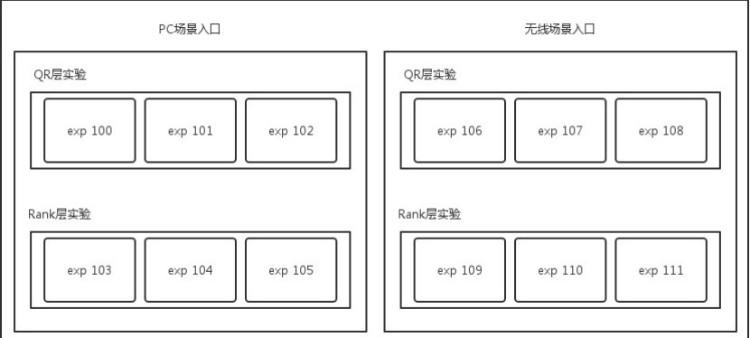 PC场景入口
无线场景入口
QR层实验
exp 100 exp 101 exp 102
Rank层实验
exp 103 exp 104 exp 105
QR层实验
exp 106 exp 107 exp 108
Rank层实验
exp 109 exp 110 exp 111